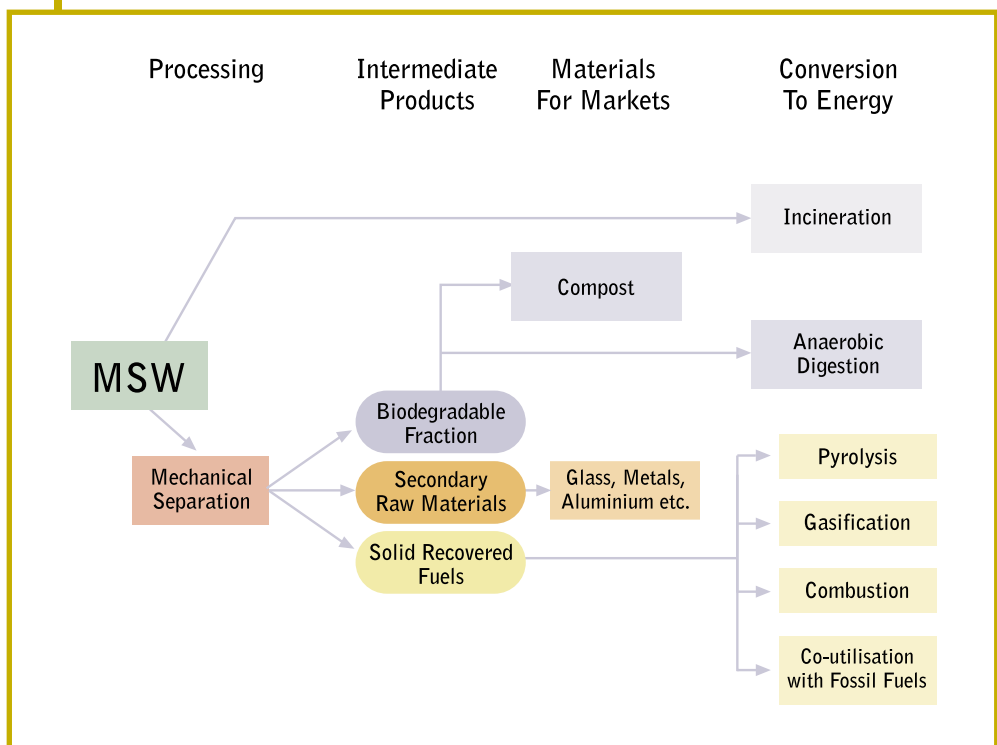 Processing
Intermediate
Products
Materials
For Markets
Conversion
To Energy
Incineration
Compost
Anaerobic
Digestion
MSW
Biodegradable
Fraction
Mechanical
Separation
Secondary
Raw Materials
Glass, Metals,
Aluminium etc.
Solid Recovered
Fuels
Pyrolysis
Gasification
Combustion
Co-utilisation
with Fossil Fuels